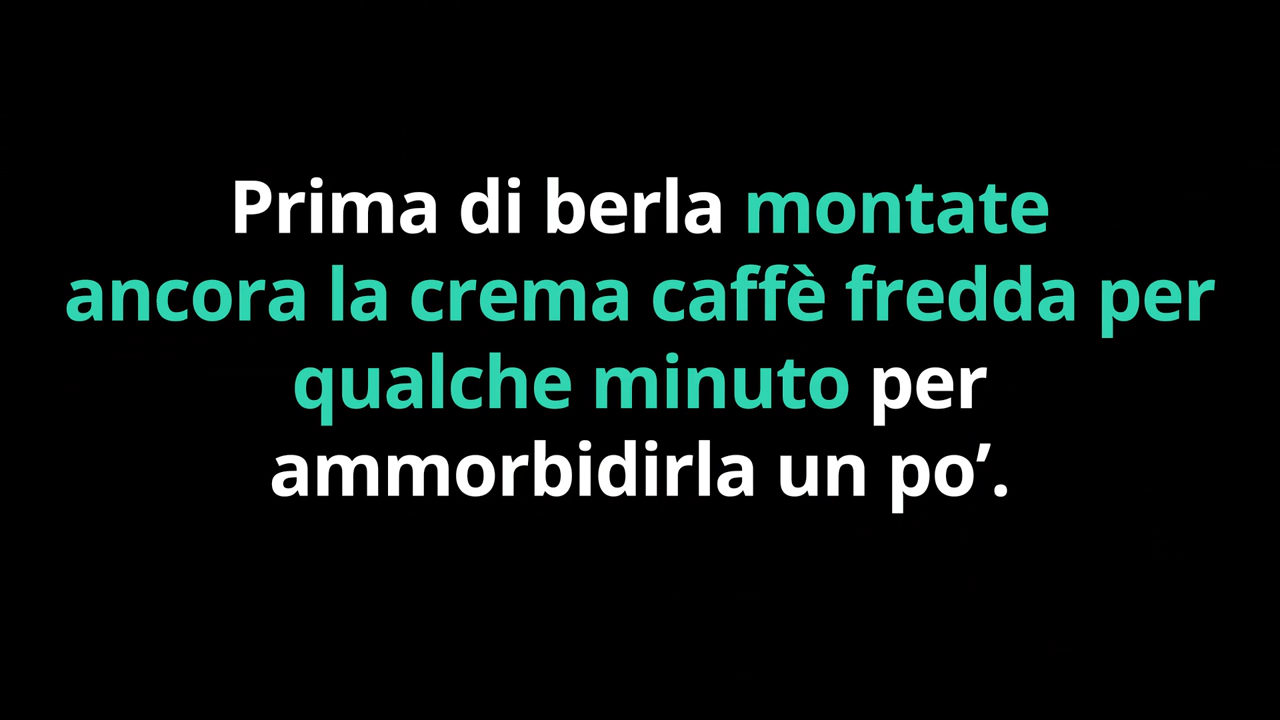 Prima di berla montate
ancora la crema caffè fredda per
qualche minuto per
ammorbidirla un po’.